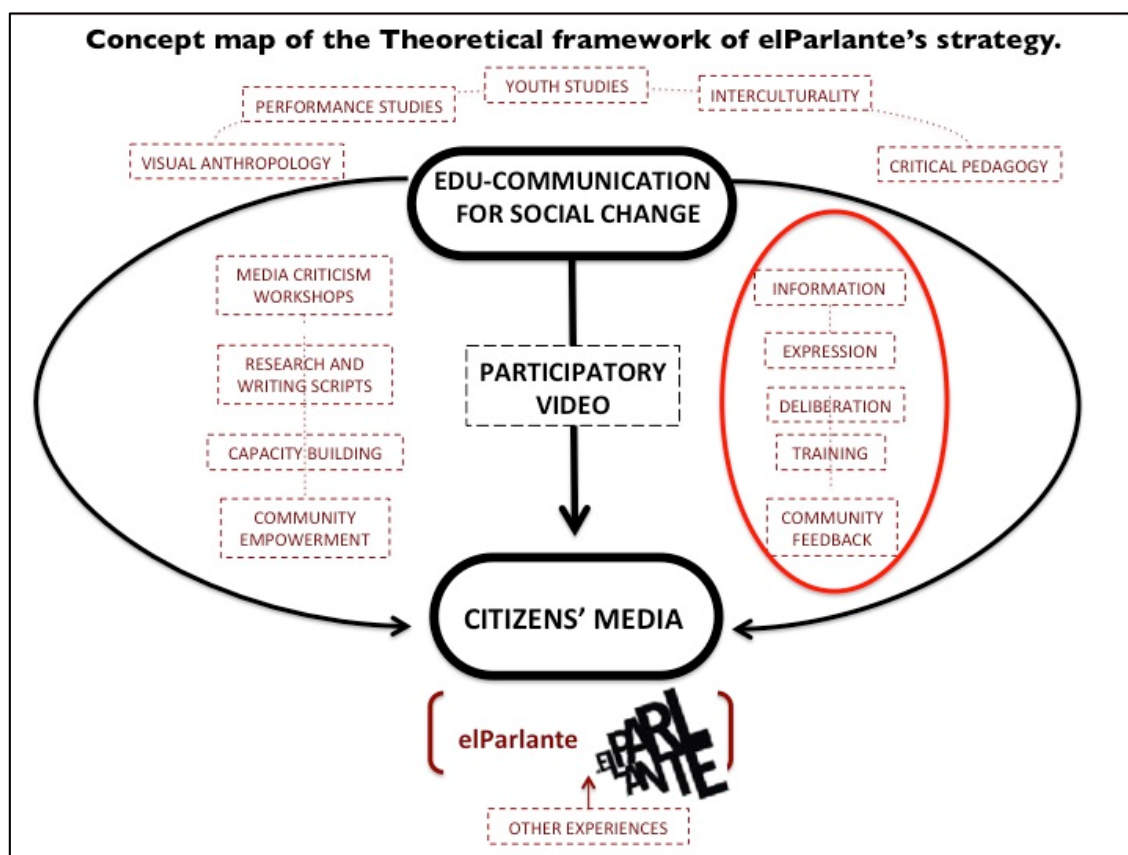 Concept map of the Theoretical framework of elParlante's strategy.
YOUTH STUDIES
PERFORMANCE STUDIES
INTERCULTURALITY
VISUAL ANTHROPOLOGY
CRITICAL PEDAGOGY
EDU-COMMUNICATION
FOR SOCIAL CHANGE
MEDIA CRITICISM
WORKSHOPS
RESEARCH AND
WRITING SCRIPTS
CAPACITY BUILDING
COMMUNITY
EMPOWERMENT
PARTICIPATORY
VIDEO
INFORMATION
EXPRESSION
DELIBERATION
TRAINING
COMMUNITY
FEEDBACK
CITIZENS' MEDIA
elParlante
ELPARL
ANTE
OTHER EXPERIENCES